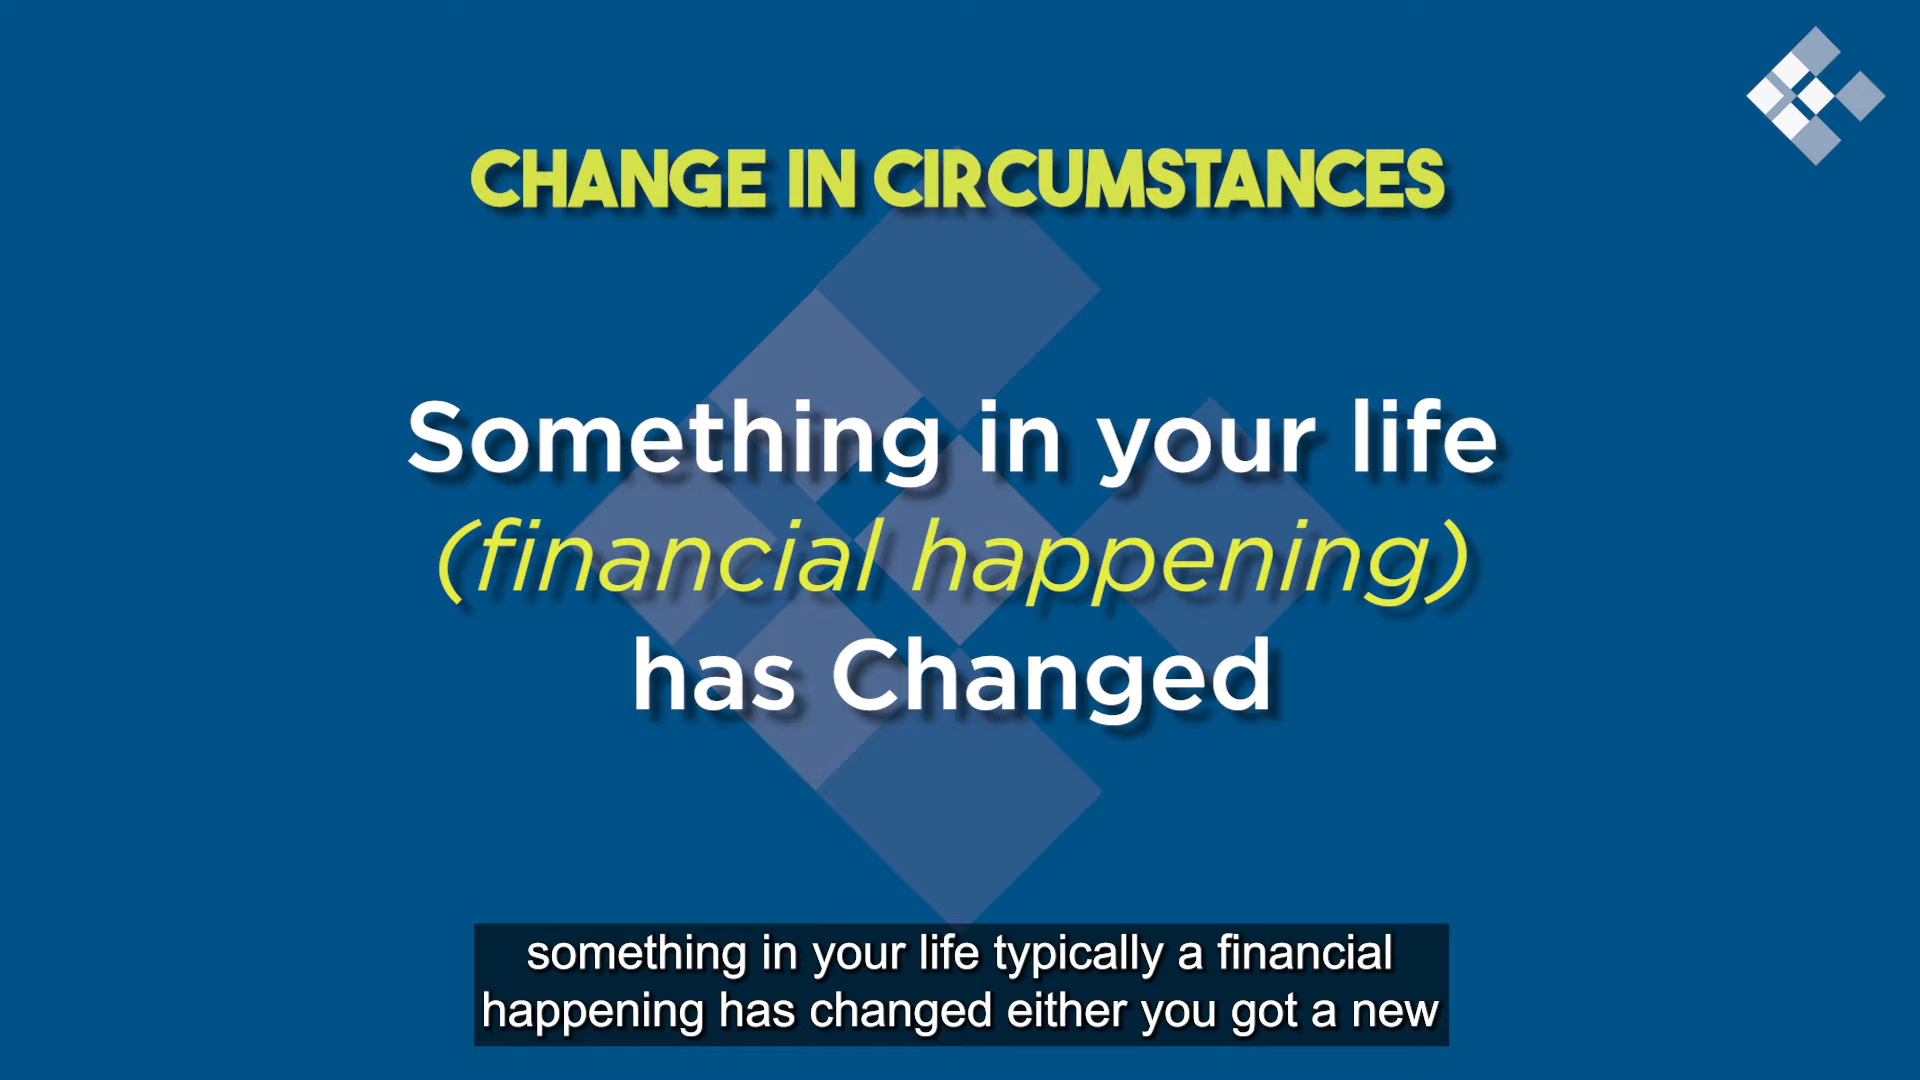 CHANGE IN CIRCUMSTANCES
Something in your life
(financial happening)
has Changed
something in your life typically a financial
happening has changed either you got a new